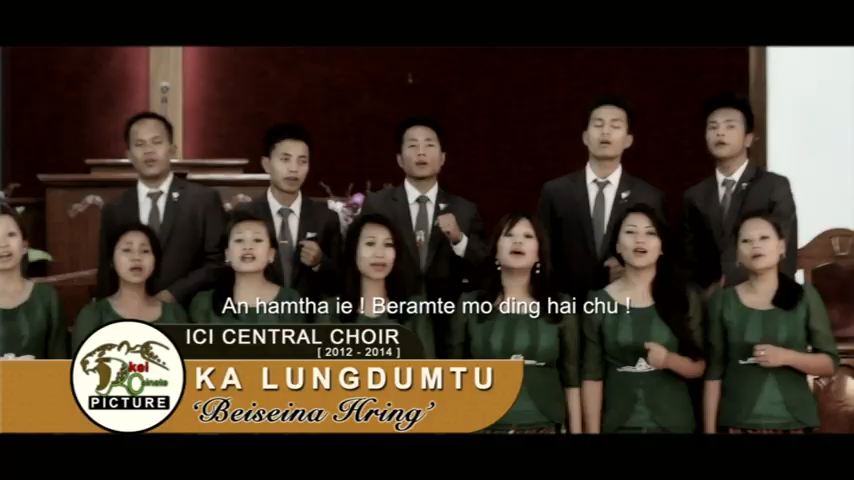 An hamtha ie ! Beramte mo ding hai chu !
ICI CENTRAL CHOIR
[ 2012 - 2014 ]
KA LUNGDUMTU
'Beiseina Hring'
PICTURE